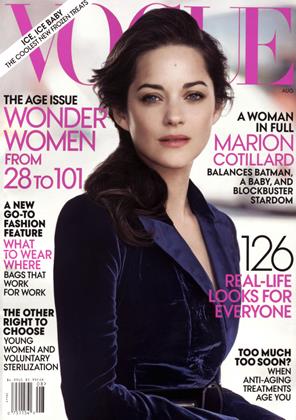 VOGUE
ICE, ICE BABY
THE COOLEST NEW FROZEN TREATS
AUG
THE AGE ISSUE
WONDER
WOMEN
FROM
28 TO 101
A NEW
GO-TO
FASHION
FEATURE
WHAT
TO WEAR
WHERE
BAGS THAT
WORK
FOR WORK
THE OTHER
RIGHT TO
CHOOSE
YOUNG
WOMEN AND
VOLUNTARY
STERILIZATION
A WOMAN
IN FULL
MARION
COTILLARD
BALANCES BATMAN,
A BABY, AND
BLOCKBUSTER
STARDOM
126
REAL-LIFE
LOOKS FOR
EVERYONE
TOO MUCH
TOO SOON?
WHEN
ANTI-AGING
TREATMENTS
AGE YOU